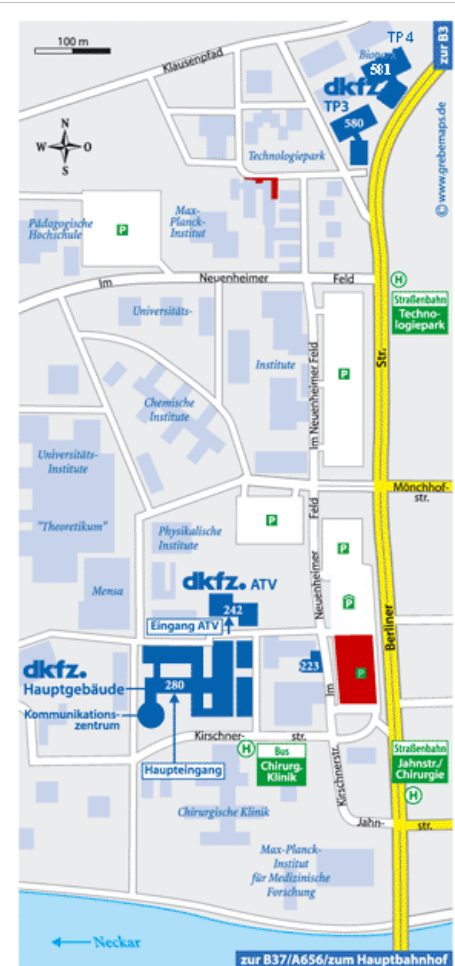 100 m
Klausenpfad
TP 4
zur B3
Biopark
581
dkfz.
TP3
580
© www.grebemaps.de
N
W O
S
Technologiepark
Pädagogische
Hochschule
P
Max-
Planck-
Institut
Im Neuenheimer Feld
H
Straßenbahn
Techno-
logiepark
Universitäts-
Institute
Str.
P
Im Neuenheimer Feld
Chemische
Institute
Universitäts-
Institute
Mönchhof-
str.
"Theoretikum"
P
Physikalische
Institute
P
Feld
Neuenheimer
Im
Mensa
dkfz. ATV
242
P
Eingang ATV
Berliner
223
P
dkfz.
Hauptgebäude
280
Kommunikations-
zentrum
Kirschner- str.
H
Bus
Chirurg.
Klinik
Haupteingang
Kirschnerstr.
Straßenbahn
Jahnstr./
Chirurgie
H
Chirurgische Klinik
Jahn- str.
Max-Planck-
Institut
für Medizinische
Forschung
Neckar
zur B37/A656/zum Hauptbahnhof